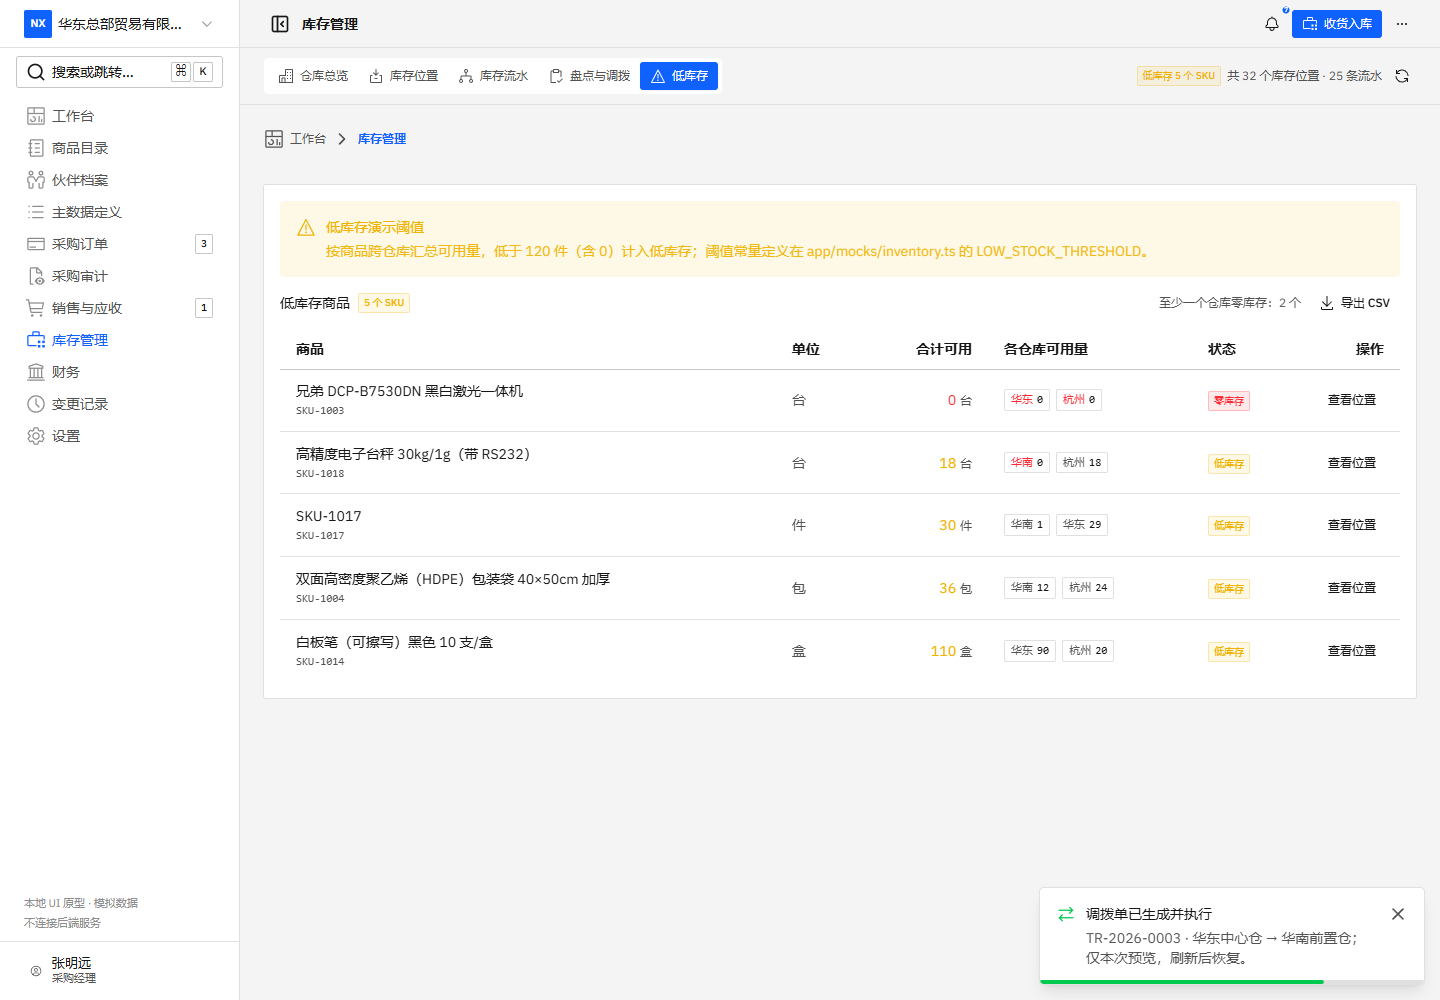 NX 华东总部贸易有限...
搜索或跳转... ⌘ K
工作台
商品目录
伙伴档案
主数据定义
采购订单 3
采购审计
销售与应收 1
库存管理
财务
变更记录
设置
本地 UI 原型 · 模拟数据
不连接后端服务
张明远
采购经理
库存管理
收货入库
仓库总览 库存位置 库存流水 盘点与调拨 低库存
低库存 5 个 SKU 共 32 个库存位置 · 25 条流水
工作台 库存管理
低库存演示阈值
按商品跨仓库汇总可用量，低于 120 件（含 0）计入低库存；阈值常量定义在 app/mocks/inventory.ts 的 LOW_STOCK_THRESHOLD。
低库存商品 5 个 SKU 至少一个仓库零库存：2 个 导出 CSV
商品 单位 合计可用 各仓库可用量 状态 操作
兄弟 DCP-B7530DN 黑白激光一体机
SKU-1003
台 0 台 华东 0 杭州 0 零库存 查看位置
高精度电子台秤 30kg/1g（带 RS232）
SKU-1018
台 18 台 华南 0 杭州 18 低库存 查看位置
SKU-1017
SKU-1017
件 30 件 华南 1 华东 29 低库存 查看位置
双面高密度聚乙烯（HDPE）包装袋 40×50cm 加厚
SKU-1004
包 36 包 华南 12 杭州 24 低库存 查看位置
白板笔（可擦写）黑色 10 支/盒
SKU-1014
盒 110 盒 华东 90 杭州 20 低库存 查看位置
调拨单已生成并执行
TR-2026-0003 · 华东中心仓 → 华南前置仓；
仅本次预览，刷新后恢复。